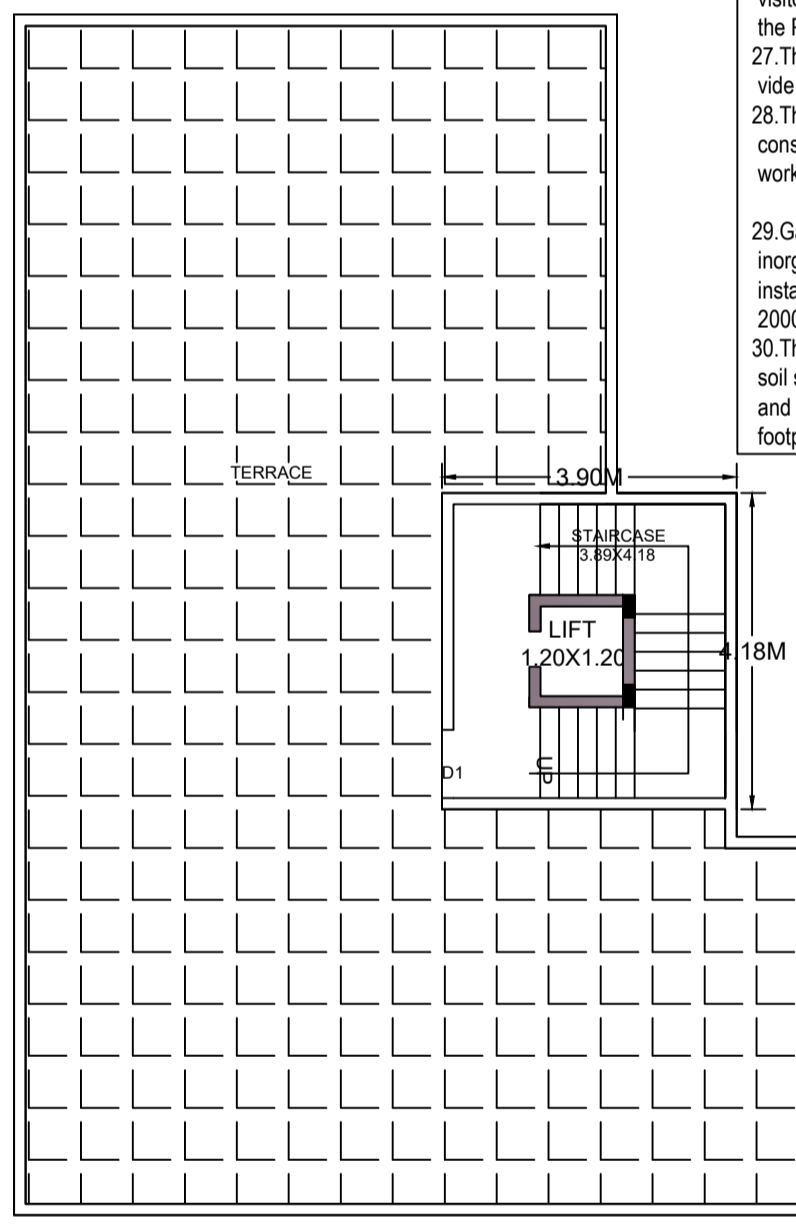 the
27.Th
vide
28.Th
cons
work
29.Ga
inorg
insta
2000
30.Th
soil s
and
footp
TERRACE
3.90M
STAIRCASE
3.89X4.18
LIFT
1.20X1.20
4.18M
D1
UP